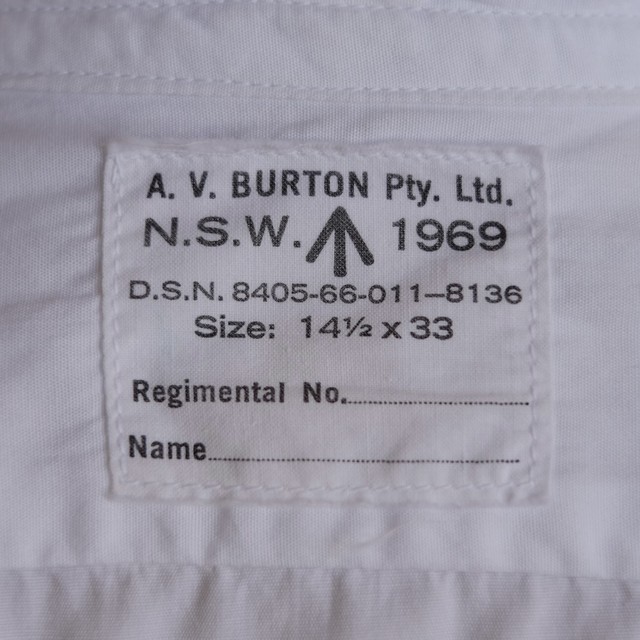 A. V. BURTON Pty. Ltd.
N.S.W. 1969
D.S.N. 8405-66-011—8136
Size: 14½ x 33
Regimental No.
Name